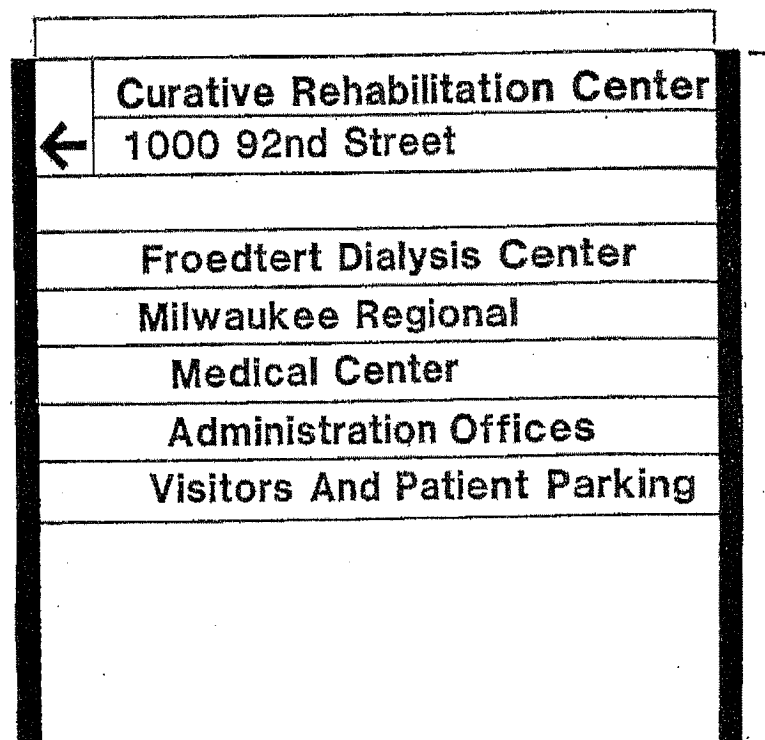 Curative Rehabilitation Center
← 1000 92nd Street
Froedtert Dialysis Center
Milwaukee Regional
Medical Center
Administration Offices
Visitors And Patient Parking